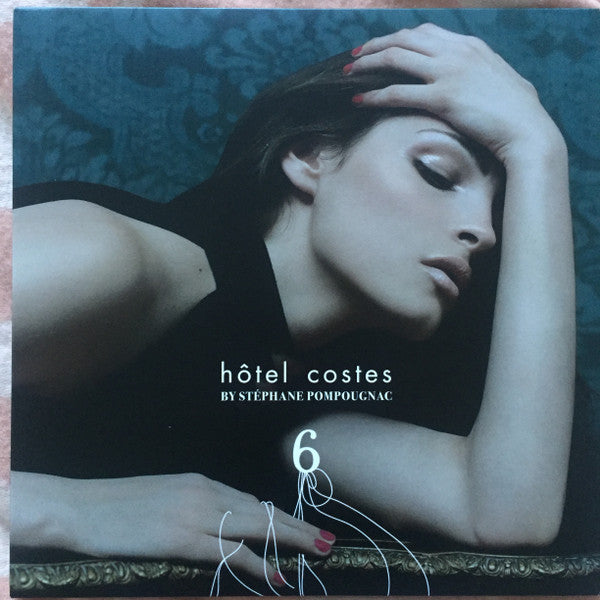 hôtel costes
BY STÉPHANE POMPOUGNAC
6